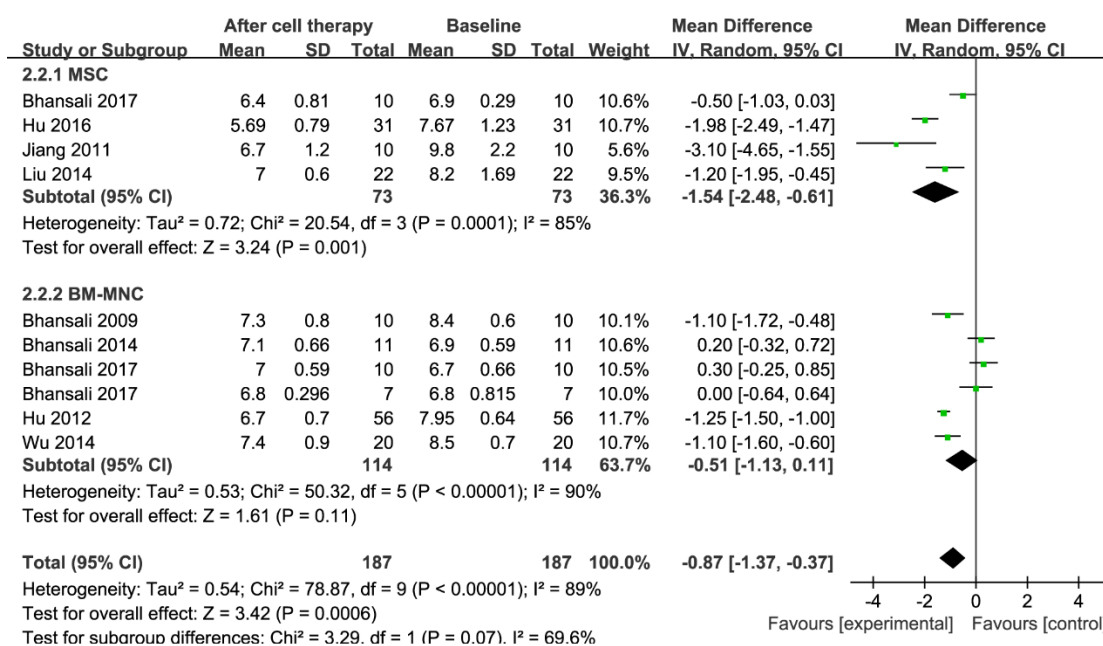 After cell therapy Baseline Mean Difference Mean Difference
Study or Subgroup Mean SD Total Mean SD Total Weight IV, Random, 95% CI IV, Random, 95% CI
2.2.1 MSC
Bhansali 2017 6.4 0.81 10 6.9 0.29 10 10.6% -0.50 [-1.03, 0.03]
Hu 2016 5.69 0.79 31 7.67 1.23 31 10.7% -1.98 [-2.49, -1.47]
Jiang 2011 6.7 1.2 10 9.8 2.2 10 5.6% -3.10 [-4.65, -1.55]
Liu 2014 7 0.6 22 8.2 1.69 22 9.5% -1.20 [-1.95, -0.45]
Subtotal (95% CI) 73 73 36.3% -1.54 [-2.48, -0.61]
Heterogeneity: Tau² = 0.72; Chi² = 20.54, df = 3 (P = 0.0001); I² = 85%
Test for overall effect: Z = 3.24 (P = 0.001)
2.2.2 BM-MNC
Bhansali 2009 7.3 0.8 10 8.4 0.6 10 10.1% -1.10 [-1.72, -0.48]
Bhansali 2014 7.1 0.66 11 6.9 0.59 11 10.6% 0.20 [-0.32, 0.72]
Bhansali 2017 7 0.59 10 6.7 0.66 10 10.5% 0.30 [-0.25, 0.85]
Bhansali 2017 6.8 0.296 7 6.8 0.815 7 10.0% 0.00 [-0.64, 0.64]
Hu 2012 6.7 0.7 56 7.95 0.64 56 11.7% -1.25 [-1.50, -1.00]
Wu 2014 7.4 0.9 20 8.5 0.7 20 10.7% -1.10 [-1.60, -0.60]
Subtotal (95% CI) 114 114 63.7% -0.51 [-1.13, 0.11]
Heterogeneity: Tau² = 0.53; Chi² = 50.32, df = 5 (P < 0.00001); I² = 90%
Test for overall effect: Z = 1.61 (P = 0.11)
Total (95% CI) 187 187 100.0% -0.87 [-1.37, -0.37]
Heterogeneity: Tau² = 0.54; Chi² = 78.87, df = 9 (P < 0.00001); I² = 89%
Test for overall effect: Z = 3.42 (P = 0.0006)
Test for subgroup differences: Chi² = 3.29, df = 1 (P = 0.07), I² = 69.6%
-4 -2 0 2 4
Favours [experimental] Favours [control]